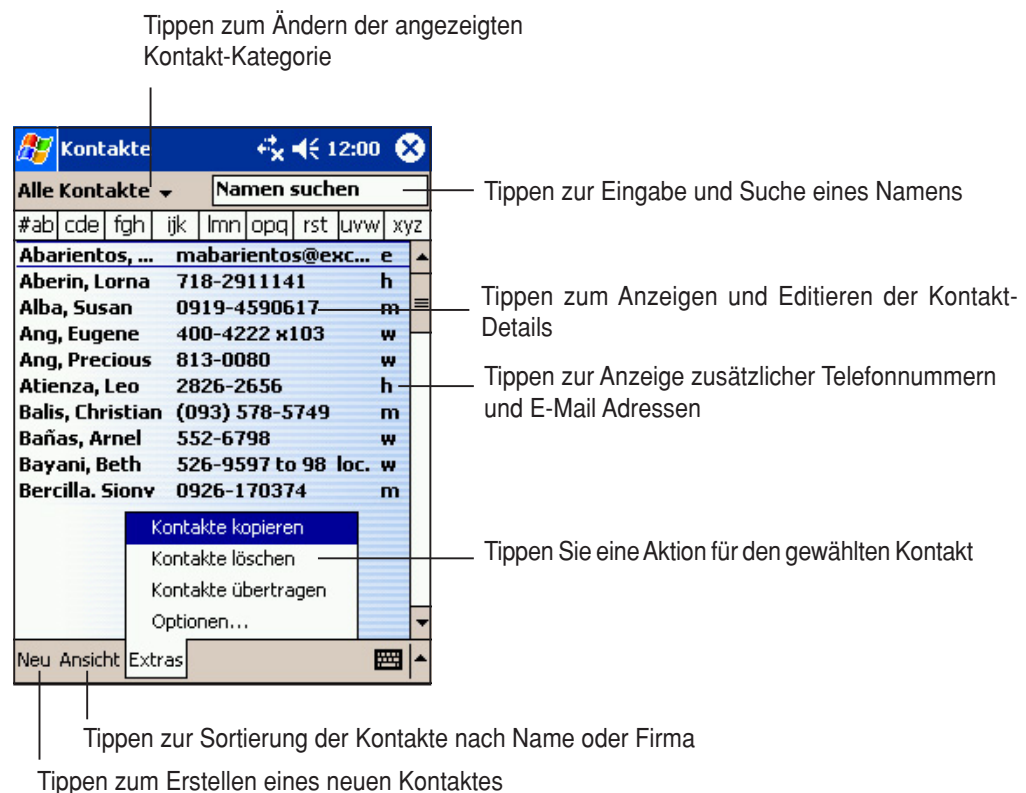 Tippen zum Ändern der angezeigten
Kontakt-Kategorie
Kontakte 12:00
Alle Kontakte Namen suchen
Tippen zur Eingabe und Suche eines Namens
#ab cde fgh ijk lmn opq rst uvw xyz
Abarientos, ... mabarientos@exc... e
Aberin, Lorna 718-2911141 h
Alba, Susan 0919-4590617 m
Tippen zum Anzeigen und Editieren der Kontakt-
Details
Ang, Eugene 400-4222 x103 w
Ang, Precious 813-0080 w
Atienza, Leo 2826-2656 h
Tippen zur Anzeige zusätzlicher Telefonnummern
und E-Mail Adressen
Balis, Christian (093) 578-5749 m
Bañas, Arnel 552-6798 w
Bayani, Beth 526-9597 to 98 loc. w
Bercilla. Siony 0926-170374 m
Kontakte kopieren
Kontakte löschen
Tippen Sie eine Aktion für den gewählten Kontakt
Kontakte übertragen
Optionen...
Neu Ansicht Extras
Tippen zur Sortierung der Kontakte nach Name oder Firma
Tippen zum Erstellen eines neuen Kontaktes